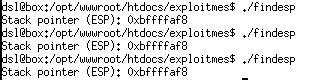 dsl@box:/opt/wwwroot/htdocs/exploitmes$ ./findesp
Stack pointer (ESP): 0xbffffaf8
dsl@box:/opt/wwwroot/htdocs/exploitmes$ ./findesp
Stack pointer (ESP): 0xbffffaf8
dsl@box:/opt/wwwroot/htdocs/exploitmes$ ./findesp
Stack pointer (ESP): 0xbffffaf8